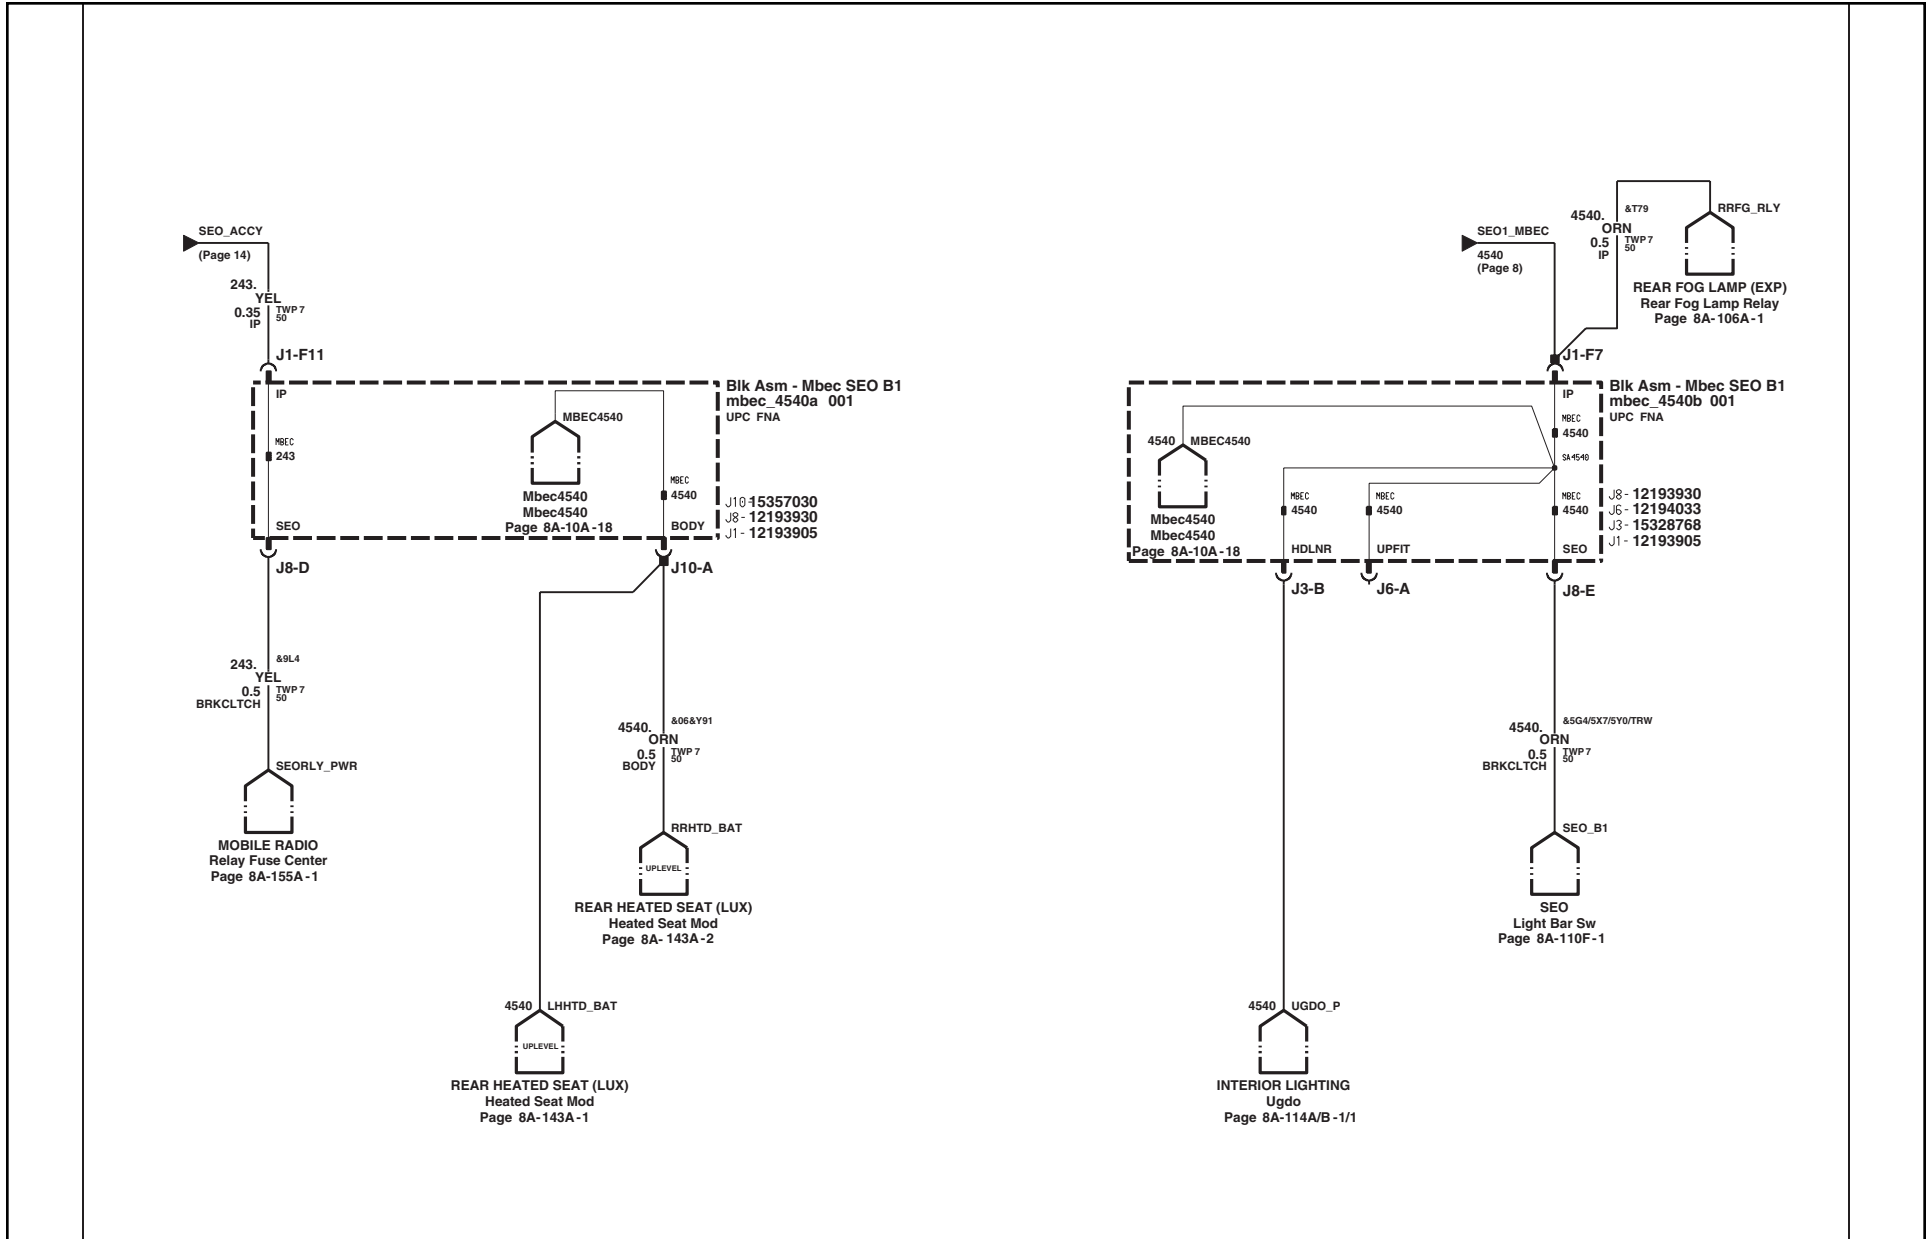 SEO_ACCY
(Page 14)
243.
YEL
0.35 TWP 7
IP 50
J1-F11
IP
MBEC
243
SEO
J8-D
MBEC4540
Mbec4540
Mbec4540
Page 8A-10A-18
MBEC
4540
BODY
J10-A
Blk Asm - Mbec SEO B1
mbec_4540a 001
UPC FNA
J10-15357030
J8-12193930
J1-12193905
243. &9L4
YEL
0.5 TWP 7
BRKCLTCH 50
SEORLY_PWR
MOBILE RADIO
Relay Fuse Center
Page 8A-155A-1
4540. &06&Y91
ORN
0.5 TWP 7
BODY 50
RRHTD_BAT
UPLEVEL
REAR HEATED SEAT (LUX)
Heated Seat Mod
Page 8A-143A-2
4540 LHHTD_BAT
UPLEVEL
REAR HEATED SEAT (LUX)
Heated Seat Mod
Page 8A-143A-1
SEO1_MBEC
4540
(Page 8)
4540. &T79
ORN
0.5 TWP 7
IP 50
RRFG_RLY
REAR FOG LAMP (EXP)
Rear Fog Lamp Relay
Page 8A-106A-1
J1-F7
IP
MBEC
4540
SA4540
4540 MBEC4540
Mbec4540
Mbec4540
Page 8A-10A-18
MBEC
4540
HDLNR
MBEC
4540
UPFIT
MBEC
4540
SEO
J3-B
J6-A
J8-E
Blk Asm - Mbec SEO B1
mbec_4540b 001
UPC FNA
J8-12193930
J6-12194033
J3-15328768
J1-12193905
4540. &5G4/5X7/5Y0/TRW
ORN
0.5 TWP 7
BRKCLTCH 50
SEO_B1
SEO
Light Bar Sw
Page 8A-110F-1
4540 UGDO_P
INTERIOR LIGHTING
Ugdo
Page 8A-114A/B-1/1